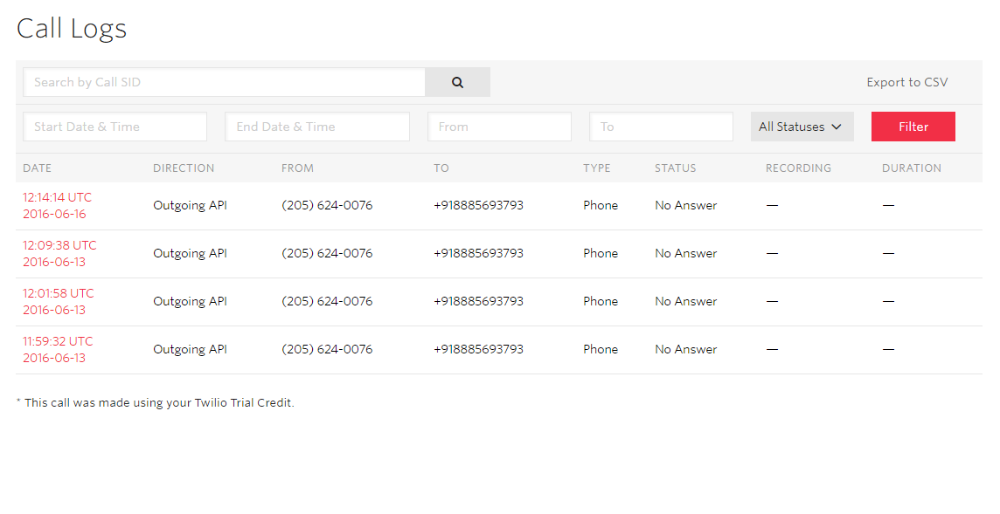 Call Logs
Search by Call SID
Export to CSV
Start Date & Time End Date & Time From To All Statuses Filter
DATE DIRECTION FROM TO TYPE STATUS RECORDING DURATION
12:14:14 UTC
2016-06-16 Outgoing API (205) 624-0076 +918885693793 Phone No Answer — —
12:09:38 UTC
2016-06-13 Outgoing API (205) 624-0076 +918885693793 Phone No Answer — —
12:01:58 UTC
2016-06-13 Outgoing API (205) 624-0076 +918885693793 Phone No Answer — —
11:59:32 UTC
2016-06-13 Outgoing API (205) 624-0076 +918885693793 Phone No Answer — —
* This call was made using your Twilio Trial Credit.